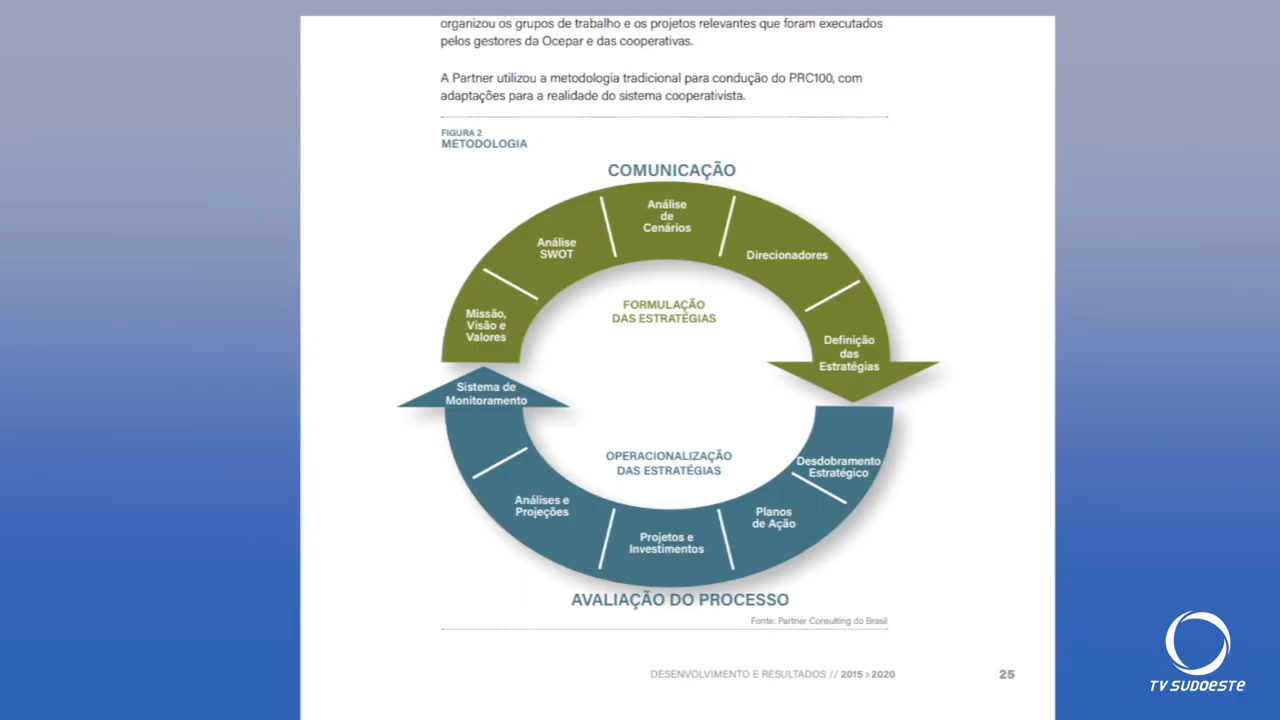 organizou os grupos de trabalho e os projetos relevantes que foram executados
pelos gestores da Ocepar e das cooperativas.
A Partner utilizou a metodologia tradicional para condução do PRC100, com
adaptações para a realidade do sistema cooperativista.
FIGURA 2
METODOLOGIA
COMUNICAÇÃO
Missão,
Visão e
Valores
Análise
SWOT
Análise
de
Cenários
Direcionadores
Definição
das
Estratégias
FORMULAÇÃO
DAS ESTRATÉGIAS
OPERACIONALIZAÇÃO
DAS ESTRATÉGIAS
Desdobramento
Estratégico
Planos
de Ação
Projetos e
Investimentos
Análises e
Projeções
Sistema de
Monitoramento
AVALIAÇÃO DO PROCESSO
Fonte: Partner Consulting do Brasil
DESENVOLVIMENTO E RESULTADOS // 2015 > 2020
25
TV SUDOESTE